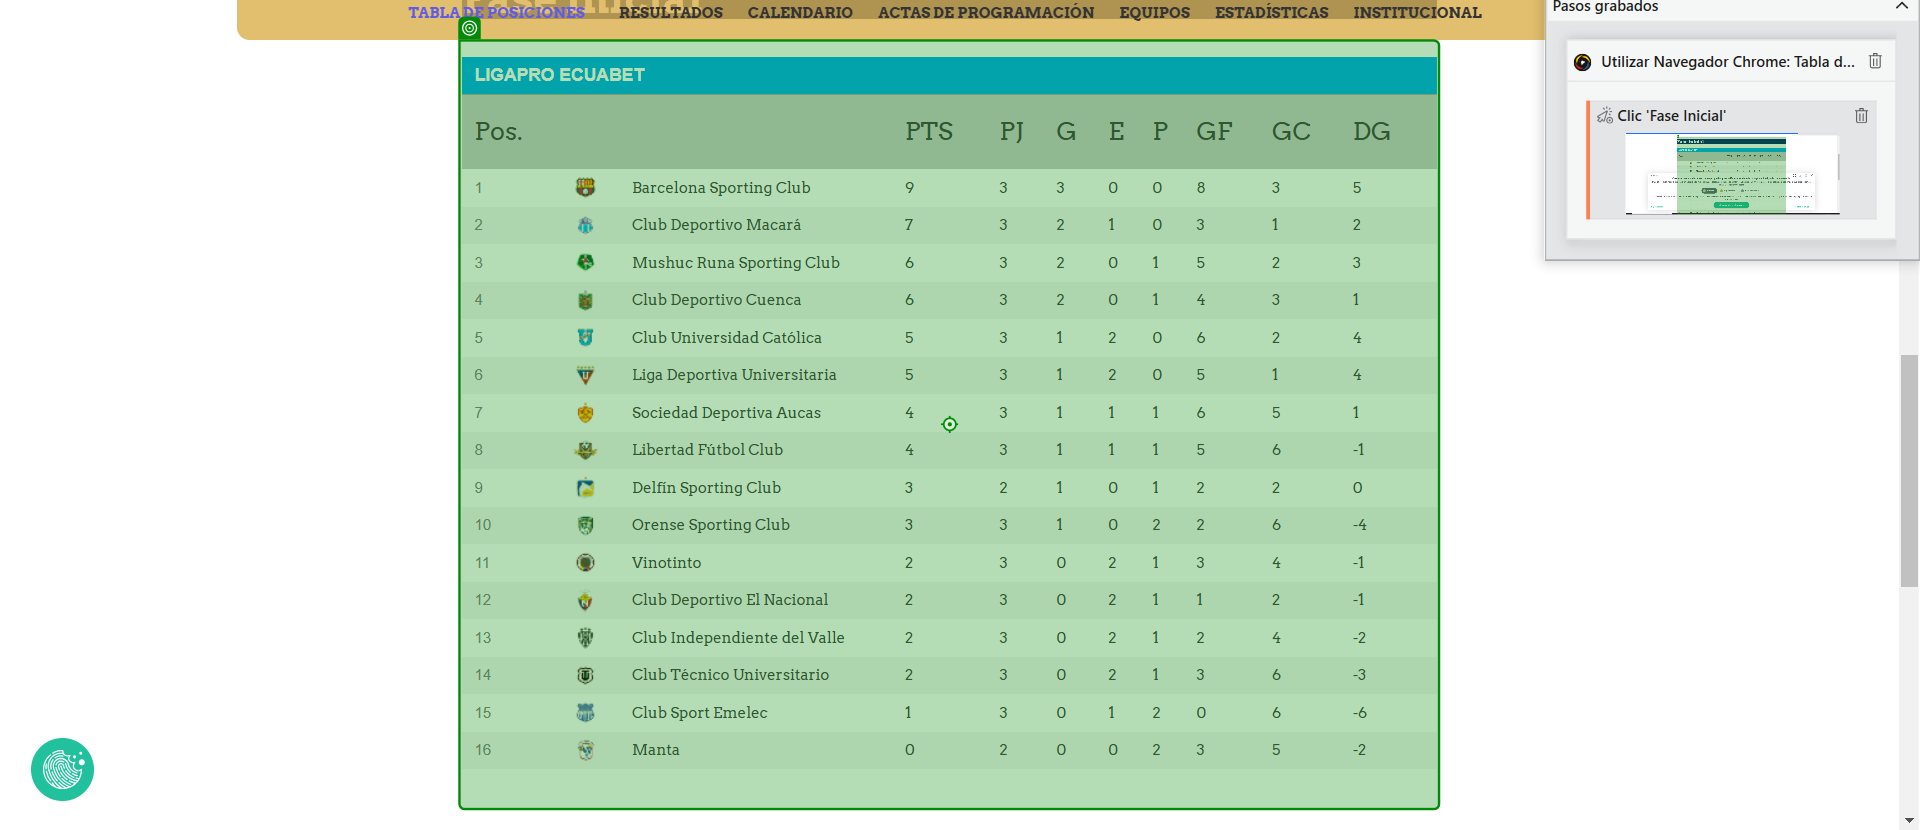 Fase Inicial
TABLA DE POSICIONES RESULTADOS CALENDARIO ACTAS DE PROGRAMACIÓN EQUIPOS ESTADÍSTICAS INSTITUCIONAL
LIGAPRO ECUABET
Pos. PTS PJ G E P GF GC DG
1 Barcelona Sporting Club 9 3 3 0 0 8 3 5
2 Club Deportivo Macará 7 3 2 1 0 3 1 2
3 Mushuc Runa Sporting Club 6 3 2 0 1 5 2 3
4 Club Deportivo Cuenca 6 3 2 0 1 4 3 1
5 Club Universidad Católica 5 3 1 2 0 6 2 4
6 Liga Deportiva Universitaria 5 3 1 2 0 5 1 4
7 Sociedad Deportiva Aucas 4 3 1 1 1 6 5 1
8 Libertad Fútbol Club 4 3 1 1 1 5 6 -1
9 Delfín Sporting Club 3 2 1 0 1 2 2 0
10 Orense Sporting Club 3 3 1 0 2 2 6 -4
11 Vinotinto 2 3 0 2 1 3 4 -1
12 Club Deportivo El Nacional 2 3 0 2 1 1 2 -1
13 Club Independiente del Valle 2 3 0 2 1 2 4 -2
14 Club Técnico Universitario 2 3 0 2 1 3 6 -3
15 Club Sport Emelec 1 3 0 1 2 0 6 -6
16 Manta 0 2 0 0 2 3 5 -2
Pasos grabados
Utilizar Navegador Chrome: Tabla d...
Clic 'Fase Inicial'